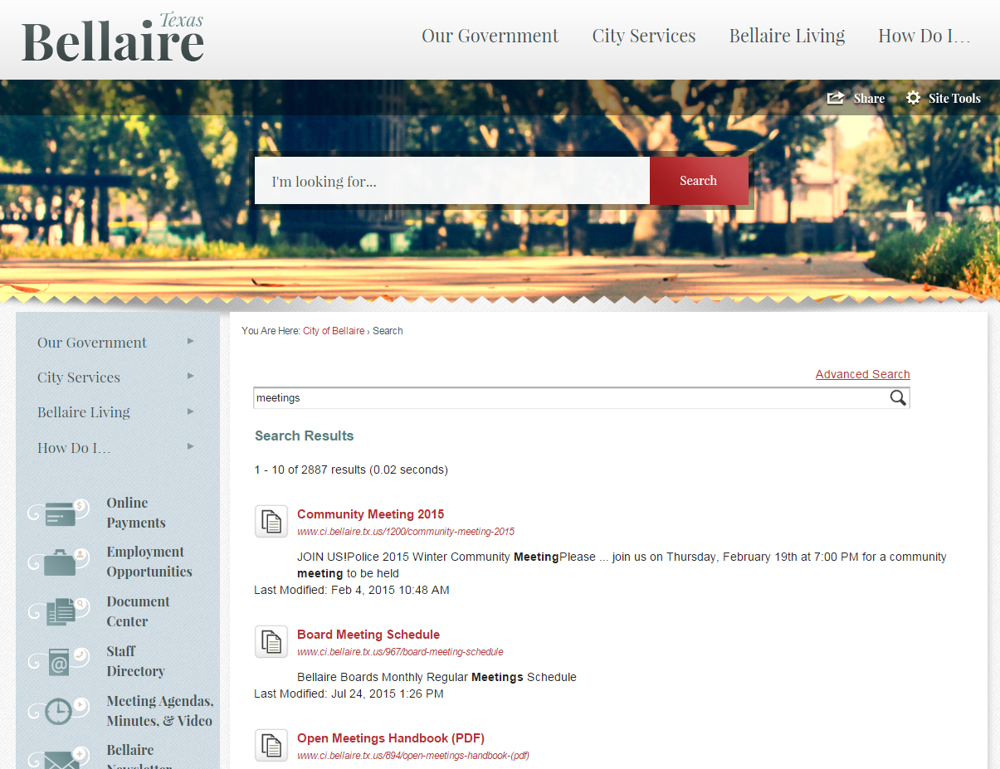 Texas
Bellaire
Our Government City Services Bellaire Living How Do I...
Share Site Tools
I'm looking for... Search
Our Government
City Services
Bellaire Living
How Do I...
Online
Payments
Employment
Opportunities
Document
Center
Staff
Directory
Meeting Agendas,
Minutes, & Video
Bellaire
Newsletter
You Are Here: City of Bellaire › Search
Advanced Search
meetings
Search Results
1 - 10 of 2887 results (0.02 seconds)
Community Meeting 2015
www.ci.bellaire.tx.us/1200/community-meeting-2015
JOIN US!Police 2015 Winter Community MeetingPlease ... join us on Thursday, February 19th at 7:00 PM for a community
meeting to be held
Last Modified: Feb 4, 2015 10:48 AM
Board Meeting Schedule
www.ci.bellaire.tx.us/967/board-meeting-schedule
Bellaire Boards Monthly Regular Meetings Schedule
Last Modified: Jul 24, 2015 1:26 PM
Open Meetings Handbook (PDF)
www.ci.bellaire.tx.us/894/open-meetings-handbook-(pdf)